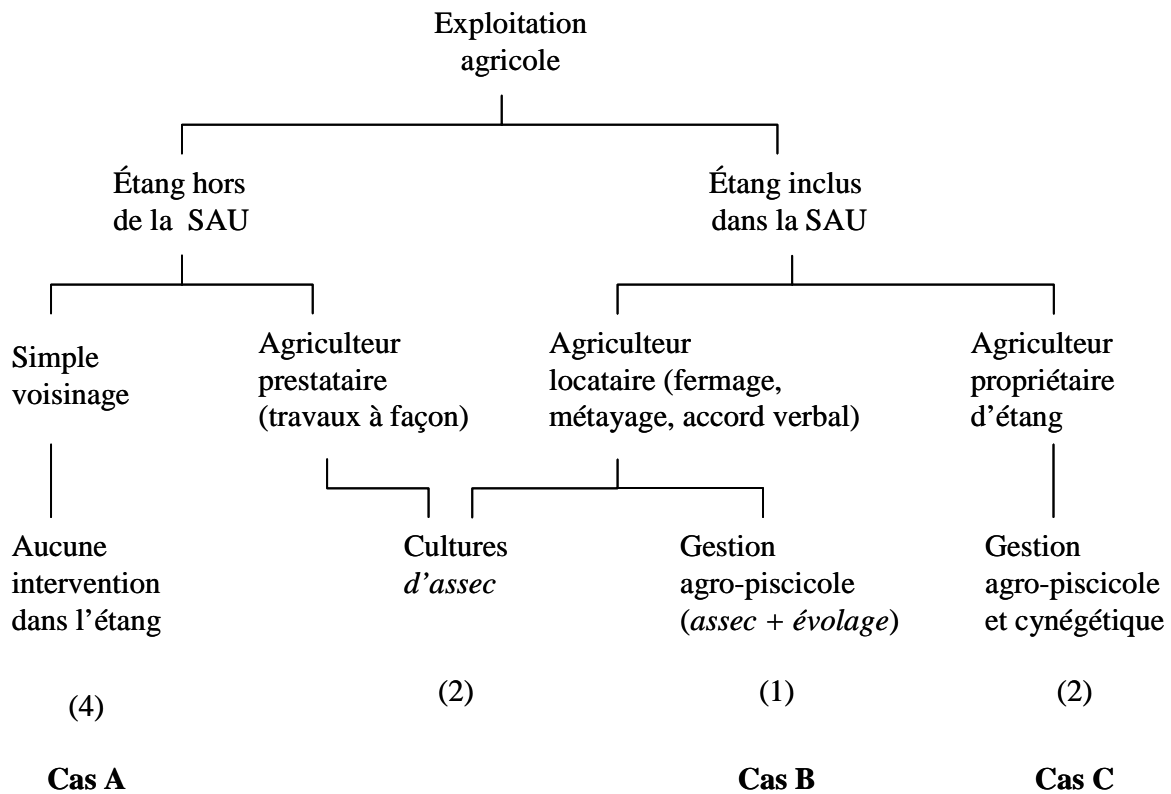 Exploitation
agricole
Étang hors
de la SAU
Étang inclus
dans la SAU
Simple
voisinage
Agriculteur
prestataire
(travaux à façon)
Agriculteur
locataire (fermage,
métayage, accord verbal)
Agriculteur
propriétaire
d’étang
Aucune
intervention
dans l’étang
Cultures
d’assec
Gestion
agro-piscicole
(assec + évolage)
Gestion
agro-piscicole
et cynégétique
(4)
(2)
(1)
(2)
Cas A
Cas B
Cas C